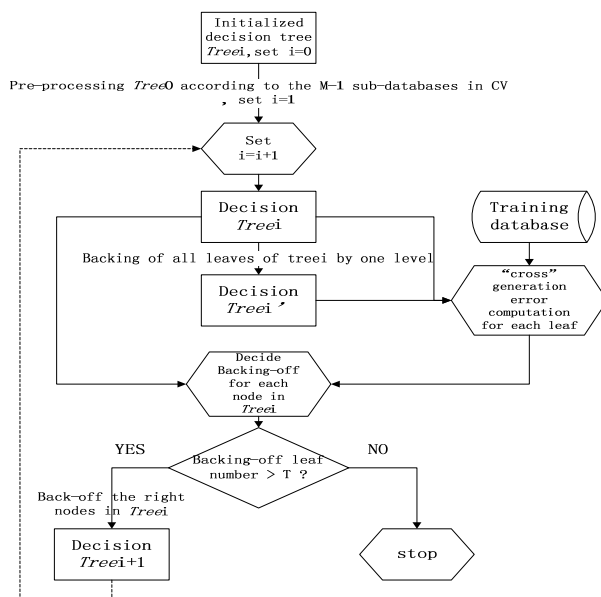 Initialized
decision tree
Treei,set i=0
Pre-processing Tree0 according to the M-1 sub-databases in CV
, set i=1
Set
i=i+1
Decision
Treei
Training
database
Backing of all leaves of treei by one level
Decision
Treei’
“cross”
generation
error
computation
for each leaf
Decide
Backing-off
for each
node in
Treei
YES
NO
Backing-off leaf
number > T ?
Back-off the right
nodes in Treei
Decision
Treei+1
stop